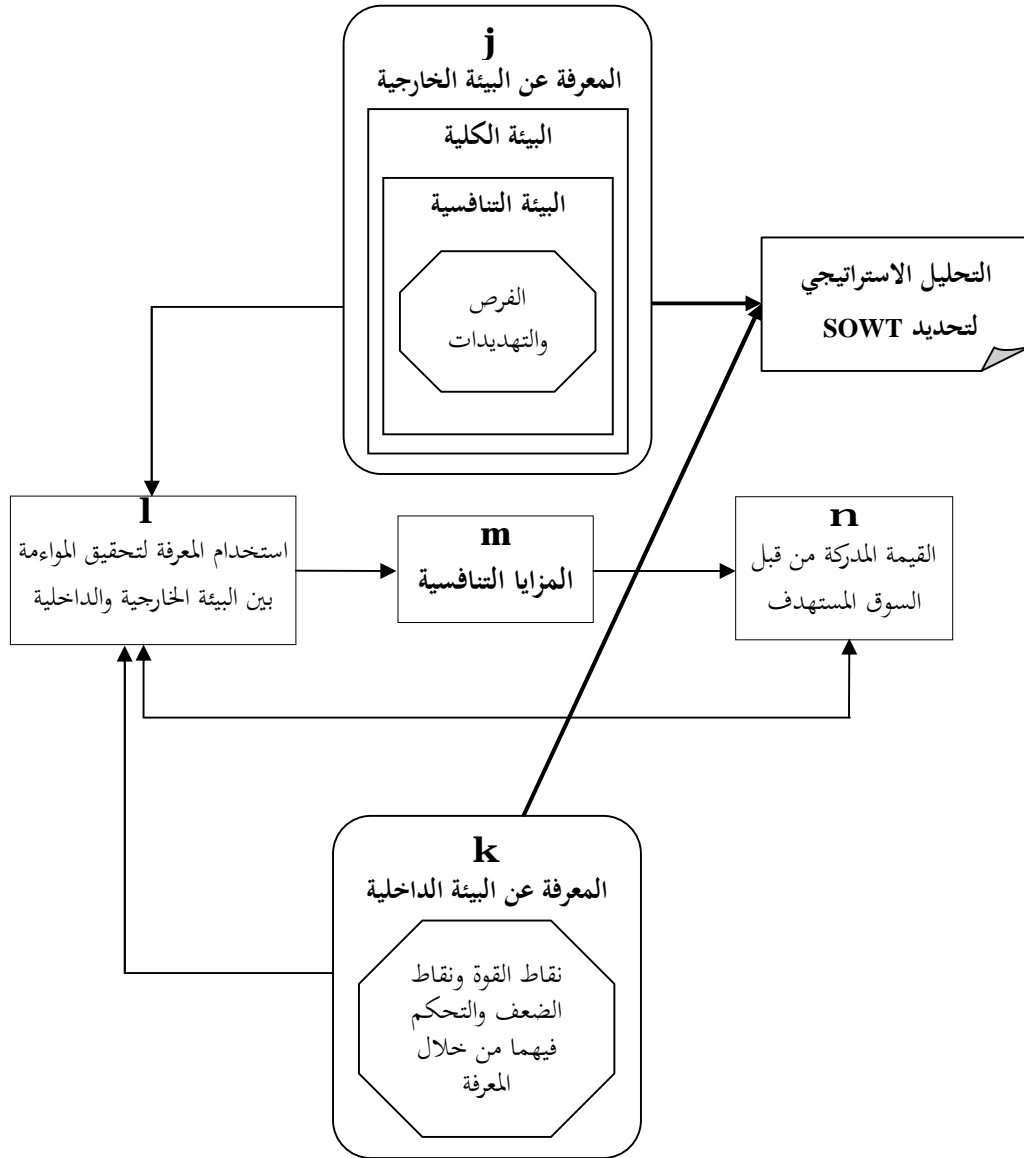 j
المعرفة عن البيئة الخارجية
البيئة الكلية
البيئة التنافسية
الفرص
والتهديدات
التحليل الاستراتيجي
لتحديد SOWT
l
استخدام المعرفة لتحقيق المواءمة
بين البيئة الخارجية والداخلية
m
المزايا التنافسية
n
القيمة المدركة من قبل
السوق المستهدف
k
المعرفة عن البيئة الداخلية
نقاط القوة ونقاط
الضعف والتحكم
فيهما من خلال
المعرفة